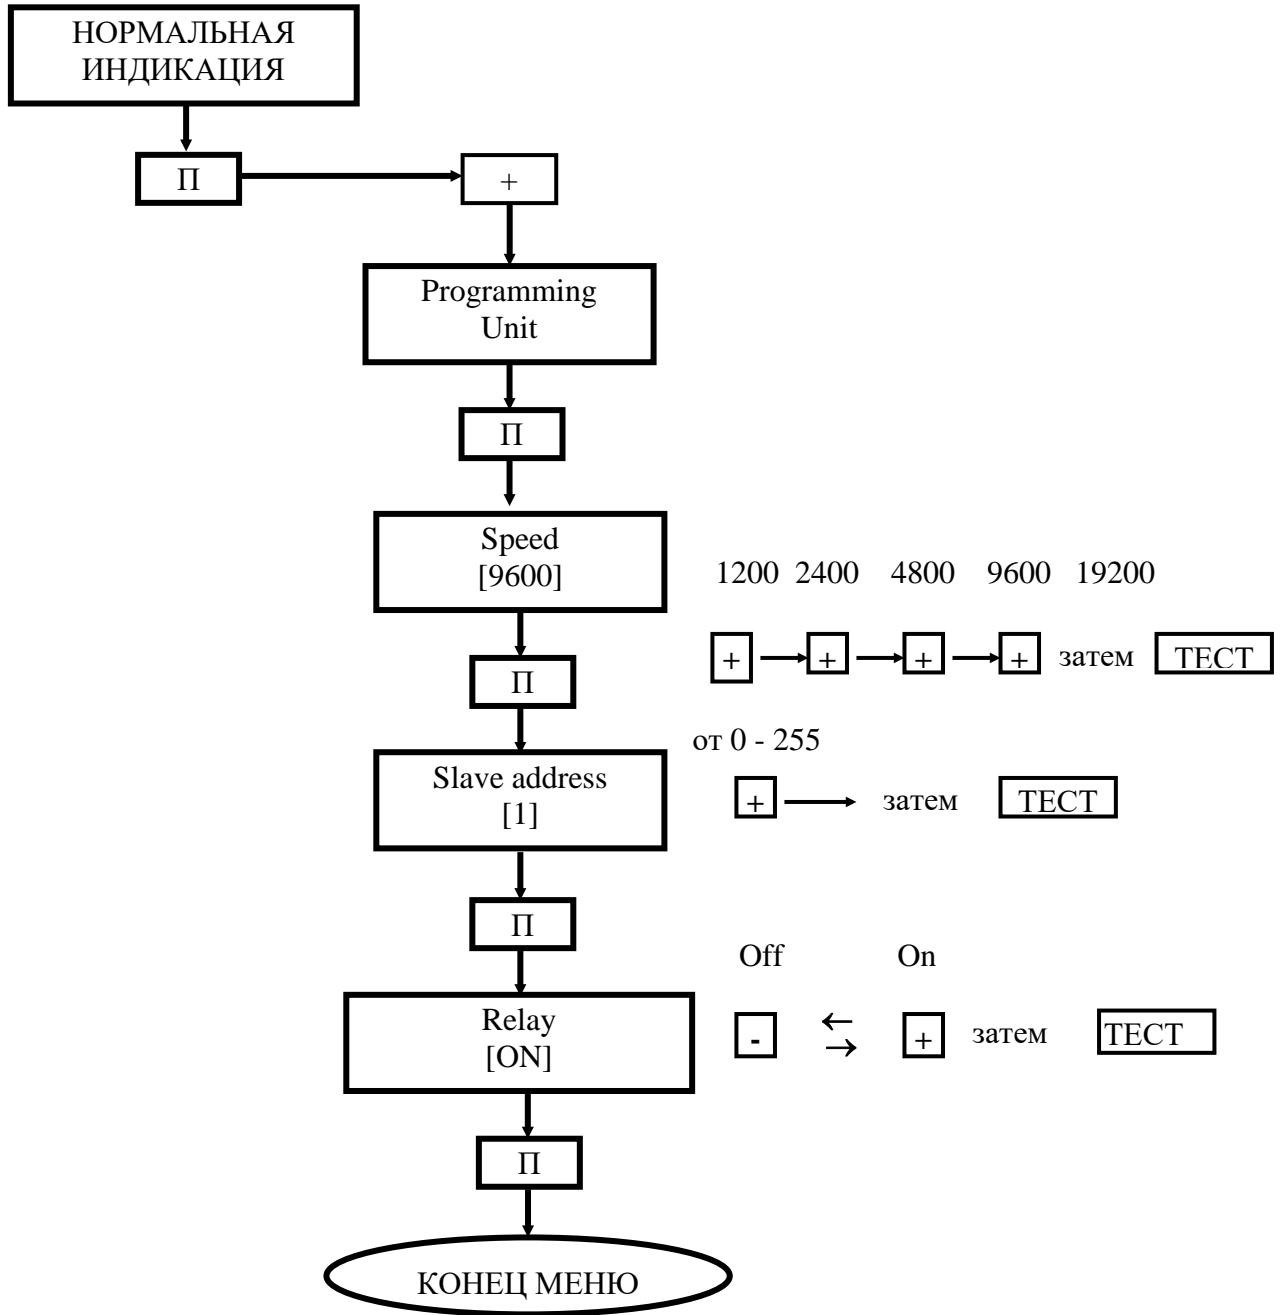 НОРМАЛЬНАЯ
ИНДИКАЦИЯ
П +
Programming
Unit
П
Speed
[9600]
1200 2400 4800 9600 19200
+ + + + затем ТЕСТ
П
от 0 - 255
Slave address
[1]
+ затем ТЕСТ
П
Off On
Relay
[ON]
- + затем ТЕСТ
П
КОНЕЦ МЕНЮ